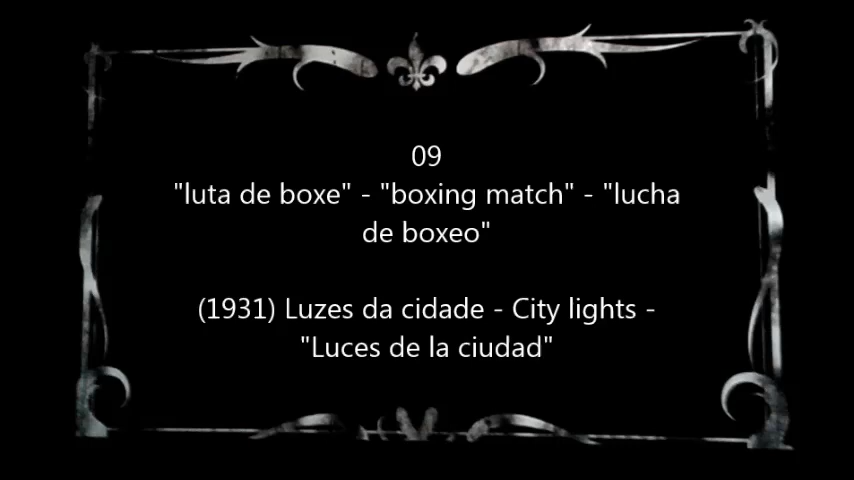 09
"luta de boxe" - "boxing match" - "lucha
de boxeo"
(1931) Luzes da cidade - City lights -
"Luces de la ciudad"